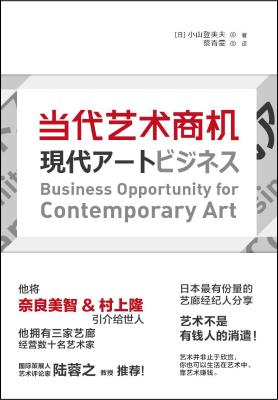 [日] 小山登美夫 ◎ 著
蔡青雯 ◎ 译
当代艺术商机
現代アートビジネス
Business Opportunity for
Contemporary Art
他将
奈良美智 & 村上隆
引介给世人
他拥有三家艺廊
经营数十名艺术家
国际策展人
艺术评论家 陆蓉之 教授 推荐!
日本最有份量的
艺廊经纪人分享
艺术不是
有钱人的消遣!
艺术并非止于欣赏,
你也可以生活在艺术中、
靠艺术赚钱。